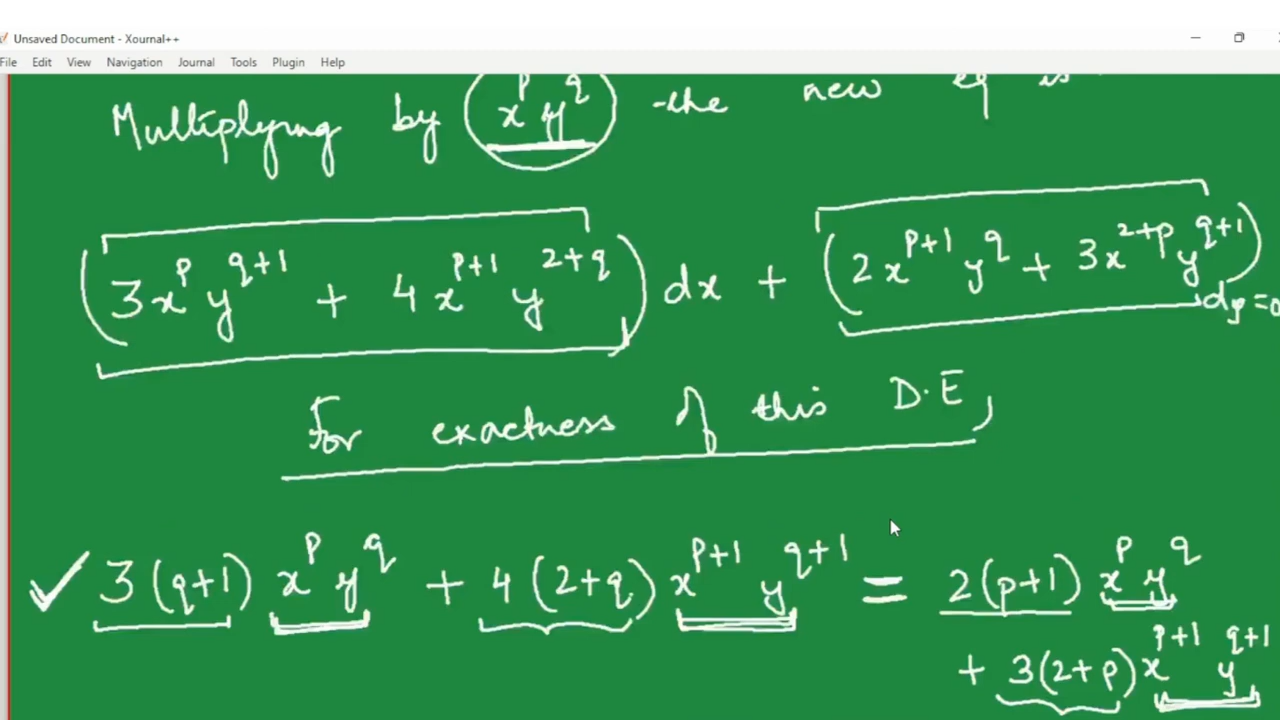 Unsaved Document - Xournal++
File Edit View Navigation Journal Tools Plugin Help
Multiplying by x^p y^q the new eq is
(3x^p y^{q+1} + 4x^{p+1} y^{2+q}) dx + (2x^{p+1} y^q + 3x^{2+p} y^{q+1}) dy = 0
For exactness of this D.E,
✓ 3(q+1) x^p y^q + 4(2+q) x^{p+1} y^{q+1} = 2(p+1) x^p y^q
+ 3(2+p) x^{p+1} y^{q+1}